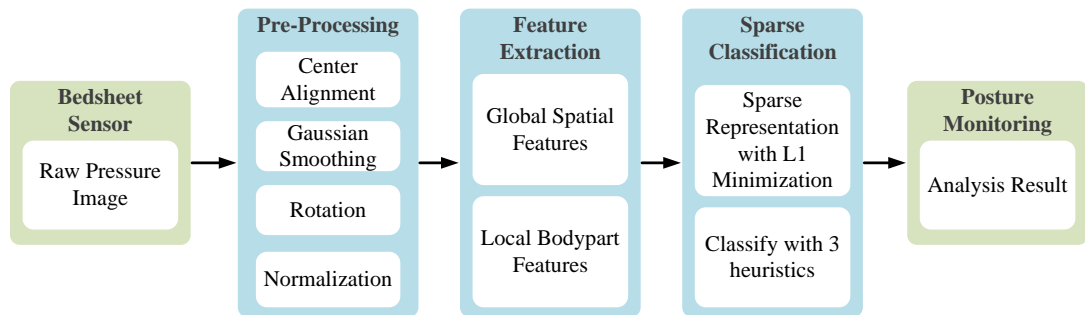 Bedsheet
Sensor
Raw Pressure
Image
Pre-Processing
Center
Alignment
Gaussian
Smoothing
Rotation
Normalization
Feature
Extraction
Global Spatial
Features
Local Bodypart
Features
Sparse
Classification
Sparse
Representation
with L1
Minimization
Classify with 3
heuristics
Posture
Monitoring
Analysis Result